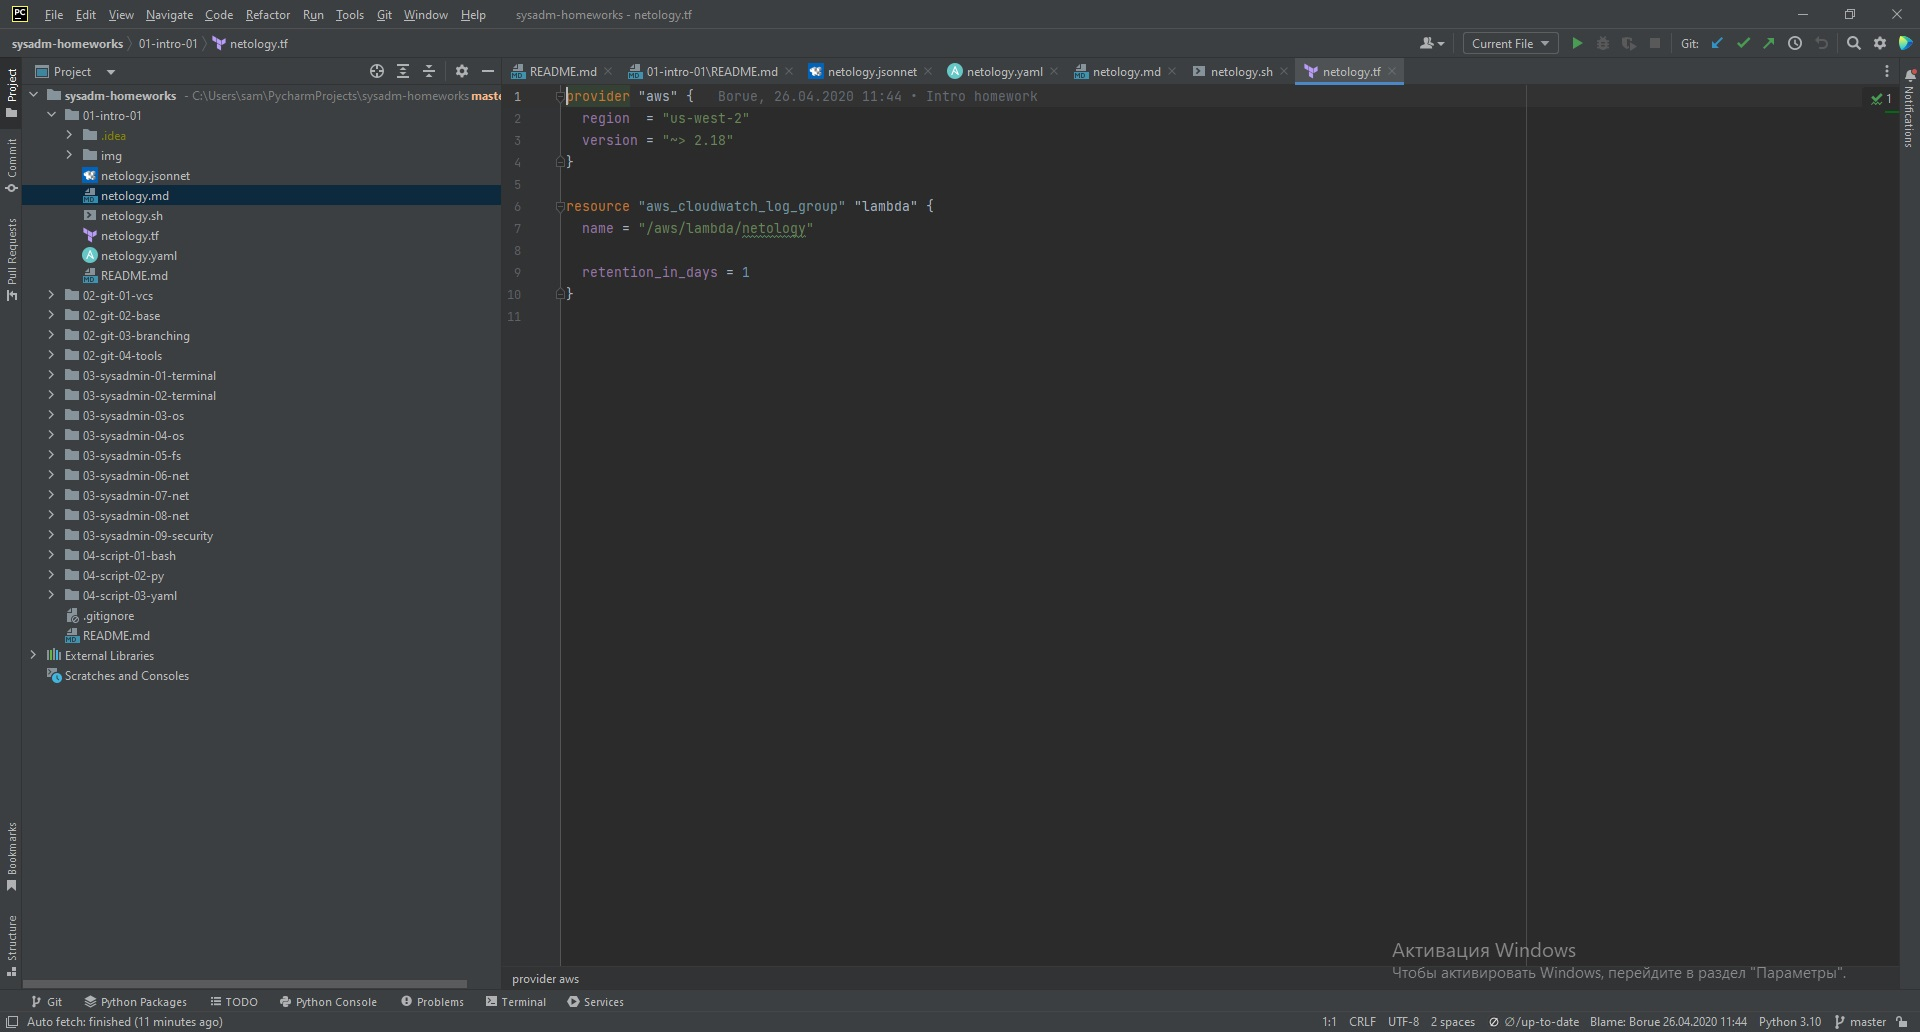 PC File Edit View Navigate Code Refactor Run Tools Git Window Help sysadm-homeworks - netology.tf
sysadm-homeworks 01-intro-01 netology.tf Current File Git:
Project README.md 01-intro-01\README.md netology.jsonnet netology.yaml netology.md netology.sh netology.tf
Project
Commit
Pull Requests
Bookmarks
Structure
sysadm-homeworks - C:\Users\sam\PycharmProjects\sysadm-homeworks maste
01-intro-01
.idea
img
netology.jsonnet
netology.md
netology.sh
netology.tf
netology.yaml
README.md
02-git-01-vcs
02-git-02-base
02-git-03-branching
02-git-04-tools
03-sysadmin-01-terminal
03-sysadmin-02-terminal
03-sysadmin-03-os
03-sysadmin-04-os
03-sysadmin-05-fs
03-sysadmin-06-net
03-sysadmin-07-net
03-sysadmin-08-net
03-sysadmin-09-security
04-script-01-bash
04-script-02-py
04-script-03-yaml
.gitignore
README.md
External Libraries
Scratches and Consoles
1 provider "aws" { Borue, 26.04.2020 11:44 • Intro homework
2 region = "us-west-2"
3 version = "~> 2.18"
4 }
5
6 resource "aws_cloudwatch_log_group" "lambda" {
7 name = "/aws/lambda/netology"
8
9 retention_in_days = 1
10 }
11
1
Notifications
Активация Windows
Чтобы активировать Windows, перейдите в раздел "Параметры".
provider aws
Git Python Packages TODO Python Console Problems Terminal Services
Auto fetch: finished (11 minutes ago) 1:1 CRLF UTF-8 2 spaces ∅/up-to-date Blame: Borue 26.04.2020 11:44 Python 3.10 master